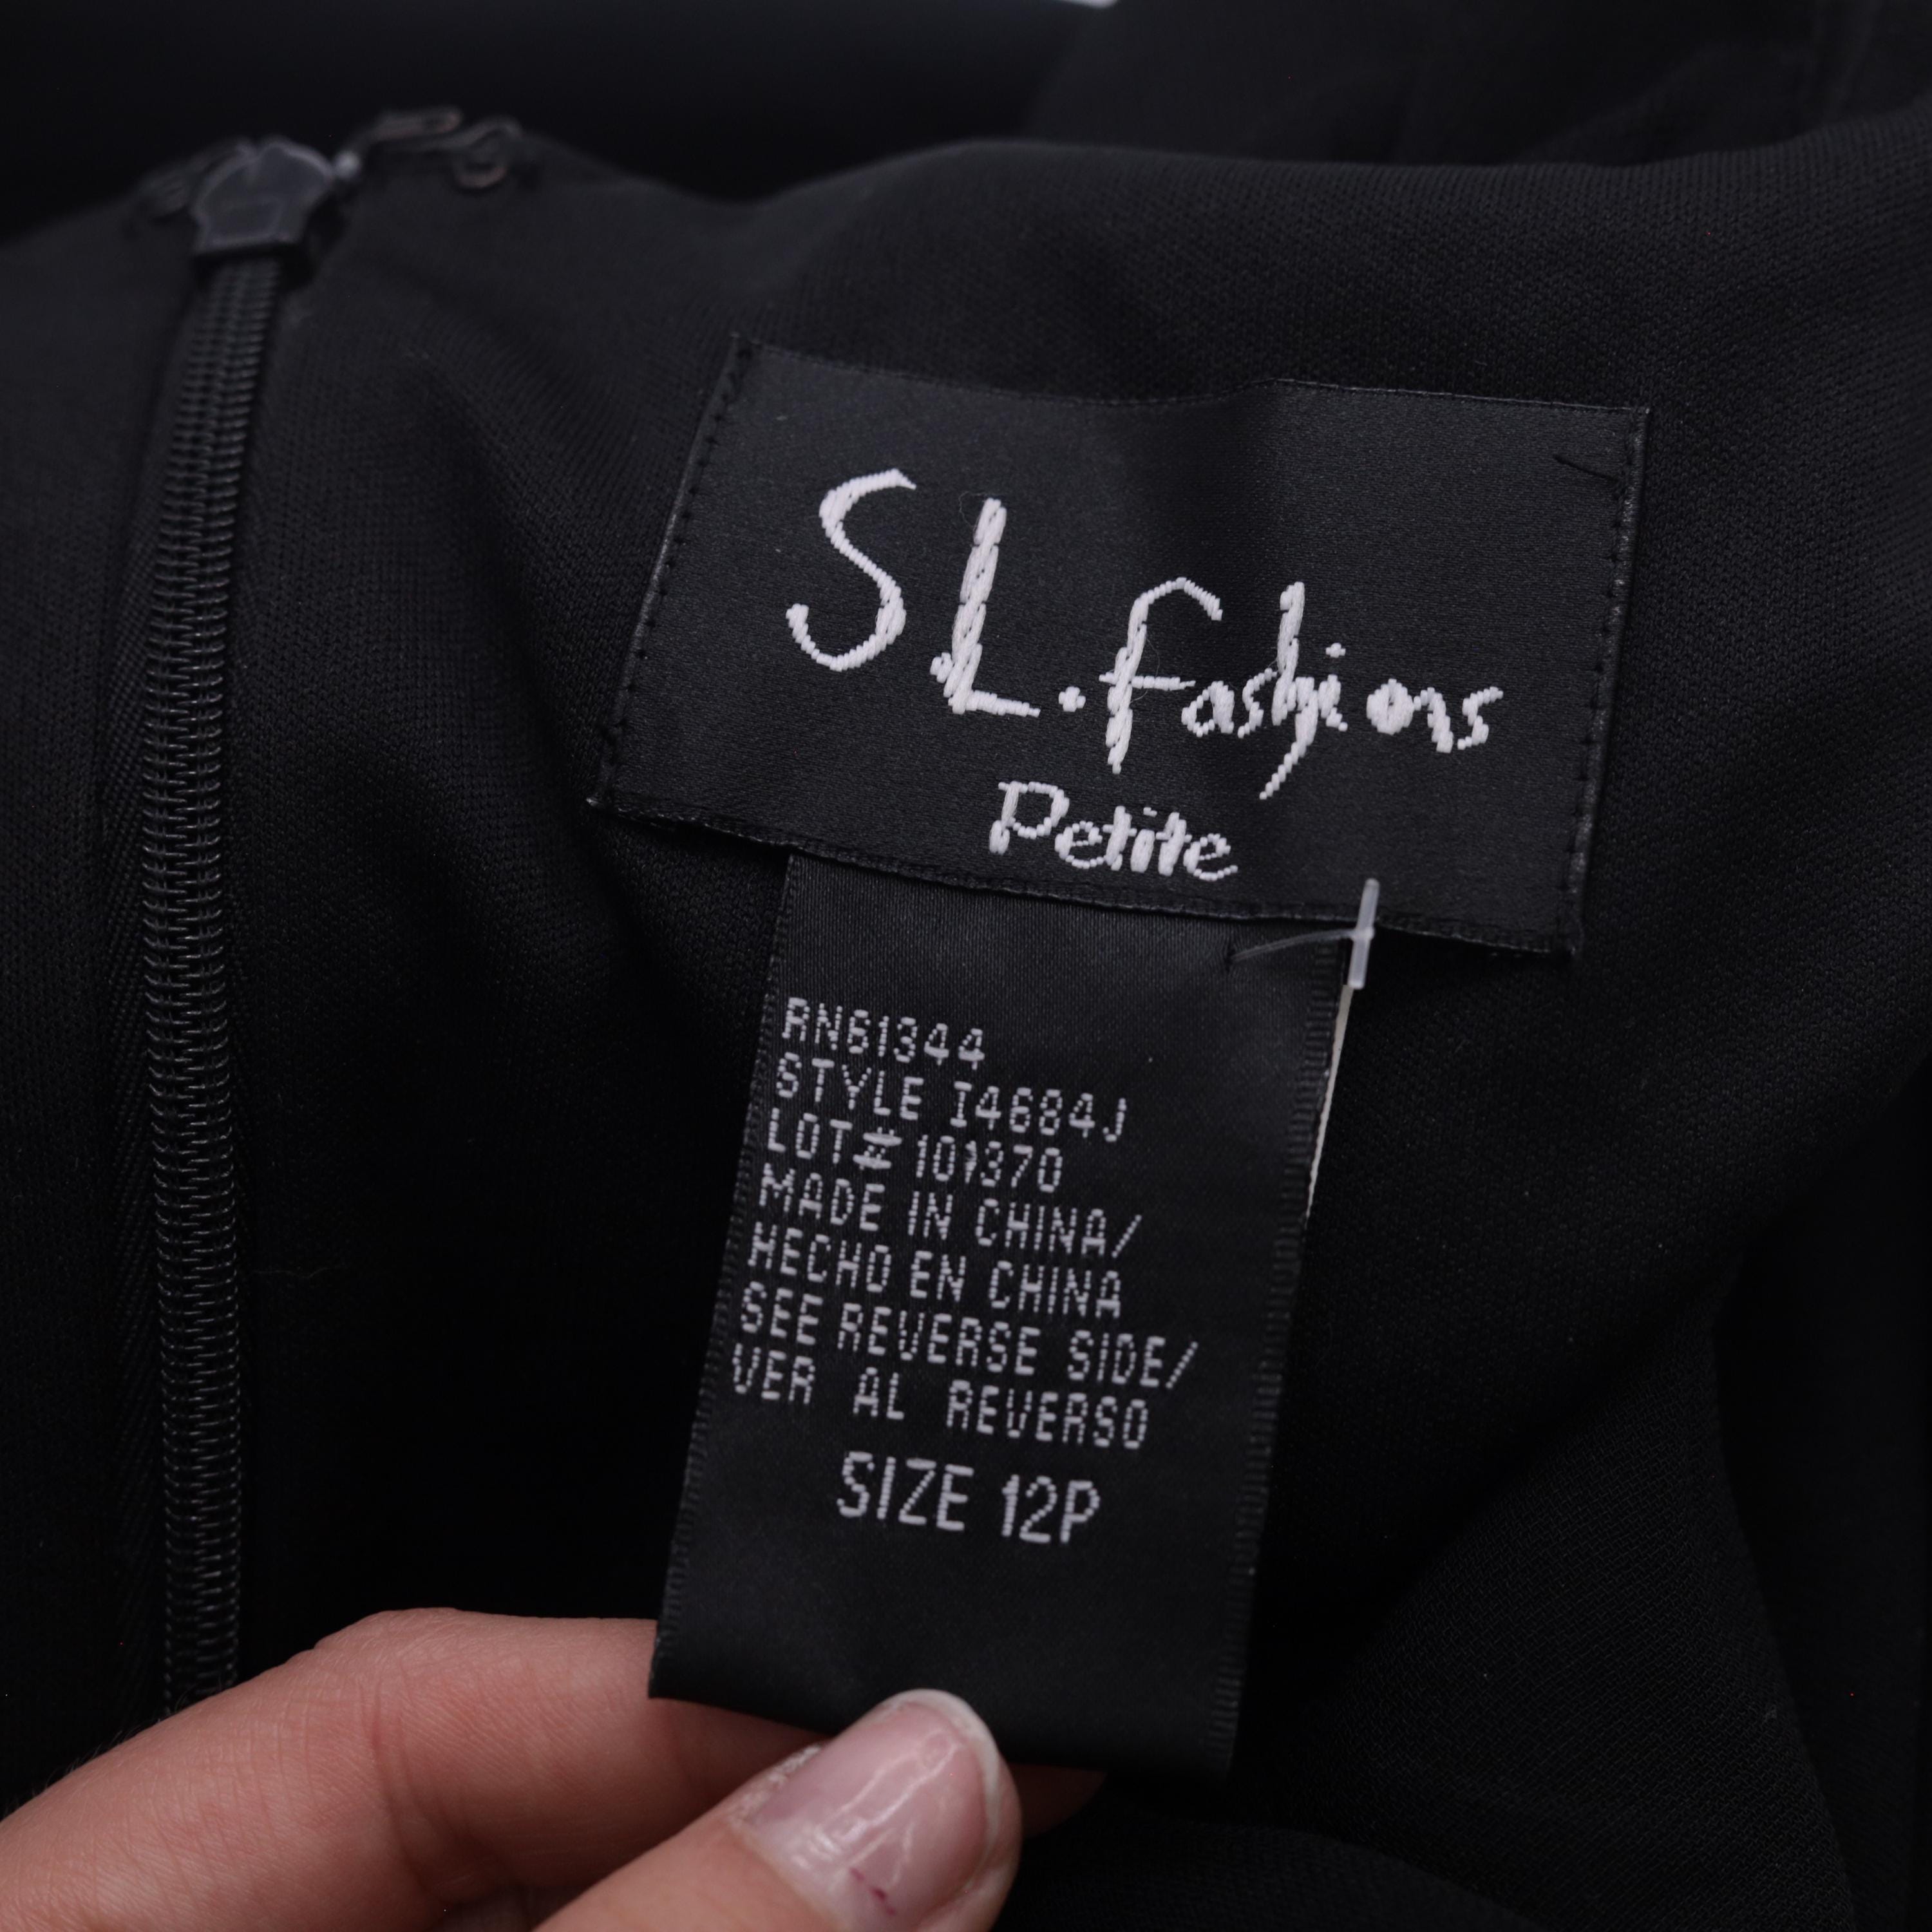 S.L. fashions
Petite
RN61344
STYLE I4684J
LOT# 101370
MADE IN CHINA/
HECHO EN CHINA
SEE REVERSE SIDE/
VER AL REVERSO
SIZE 12P